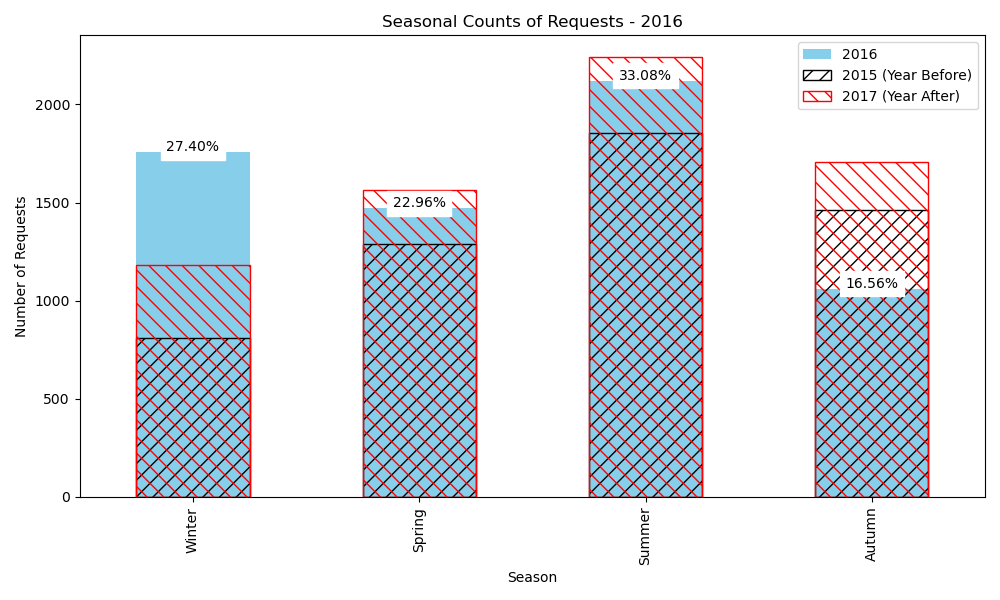 Seasonal Counts of Requests - 2016
2016
2015 (Year Before)
2017 (Year After)
Number of Requests
2000
1500
1000
500
0
27.40%
22.96%
33.08%
16.56%
Winter
Spring
Summer
Autumn
Season